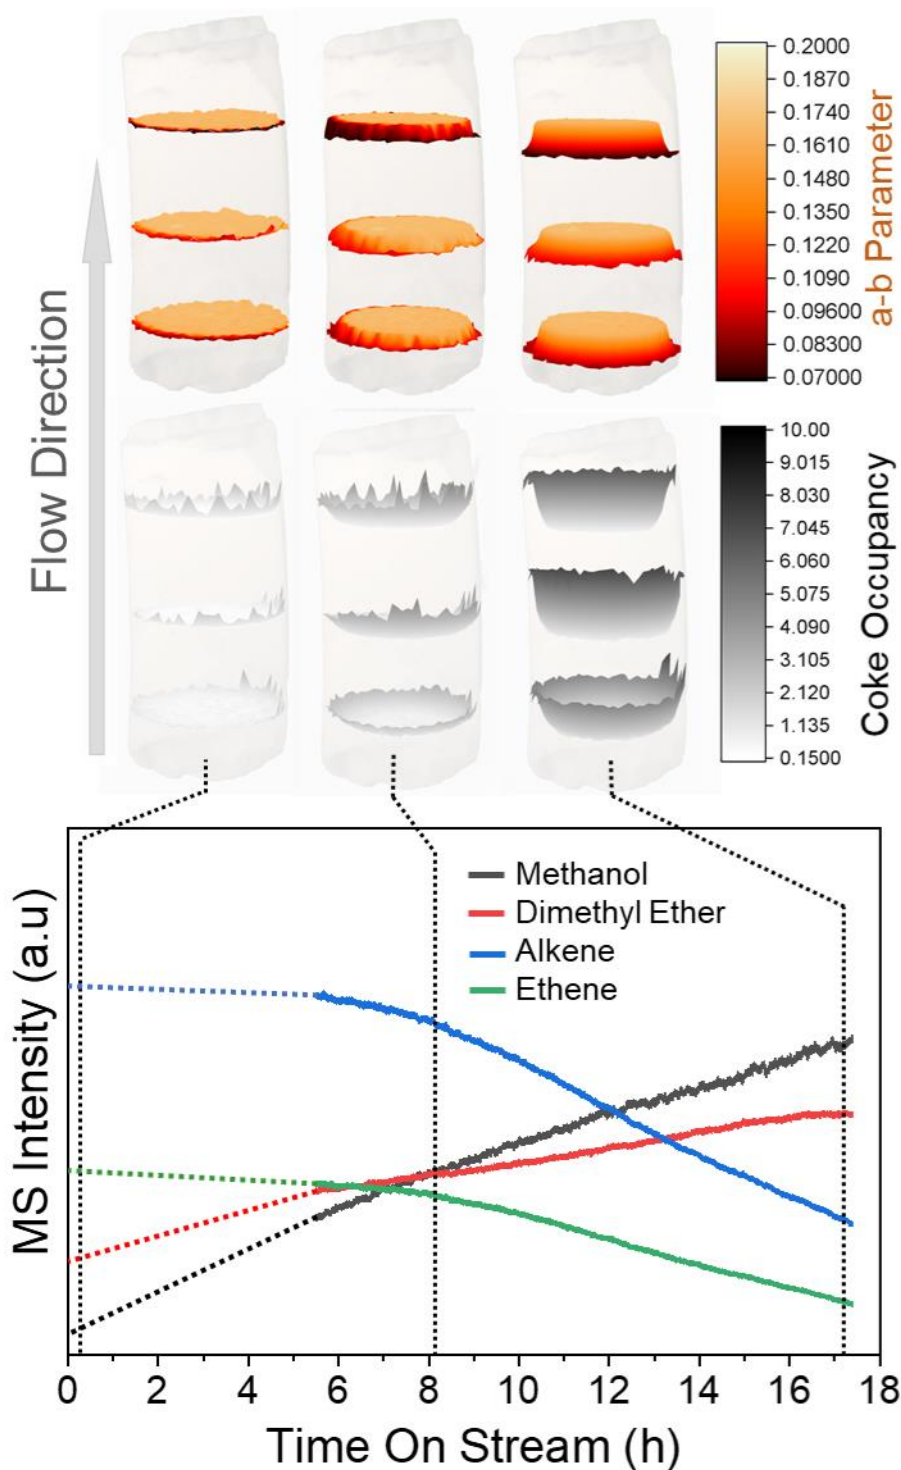 0.2000
0.1870
0.1740
0.1610
0.1480
0.1350
0.1220
0.1090
0.09600
0.08300
0.07000
a-b Parameter
Flow Direction
10.00
9.015
8.030
7.045
6.060
5.075
4.090
3.105
2.120
1.135
0.1500
Coke Occupancy
Methanol
Dimethyl Ether
Alkene
Ethene
MS Intensity (a.u)
0 2 4 6 8 10 12 14 16 18
Time On Stream (h)